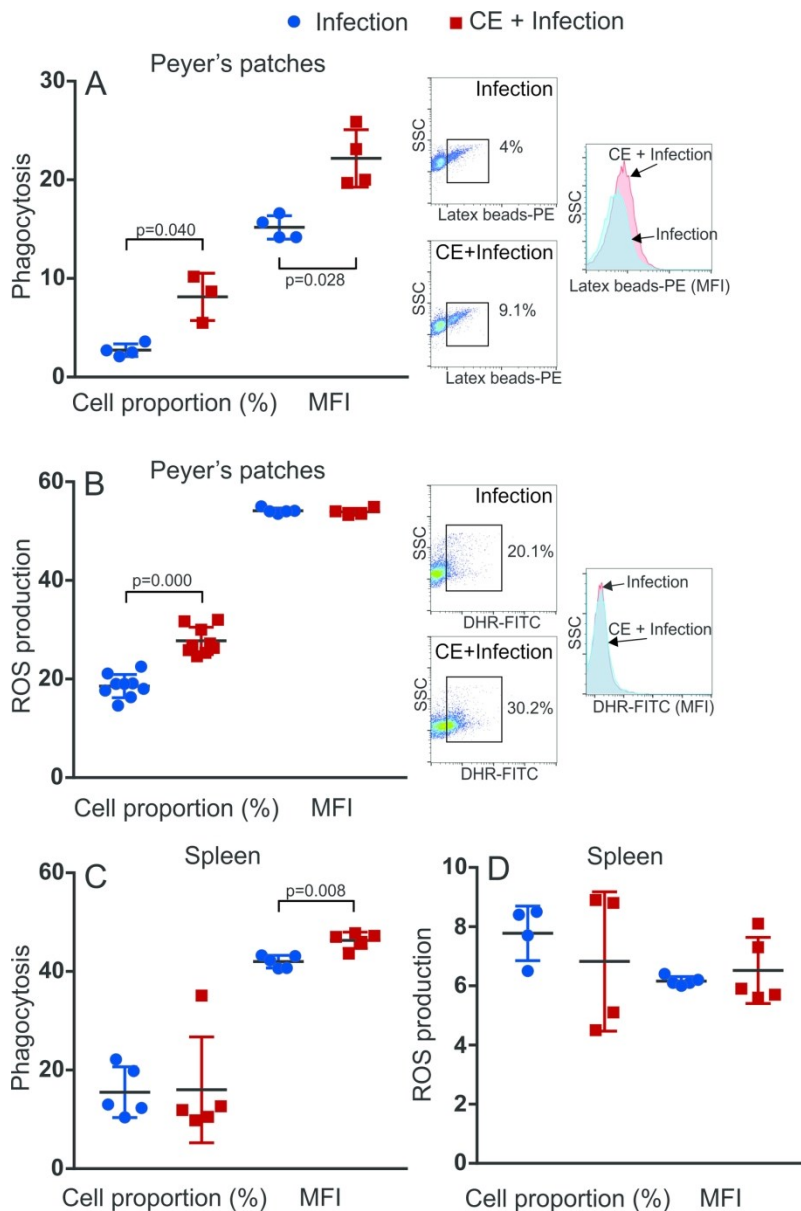 Infection CE + Infection
A Peyer's patches
30
20
10
0
Phagocytosis
p=0.040
p=0.028
Cell proportion (%) MFI
Infection
SSC
4%
Latex beads-PE
CE+Infection
SSC
9.1%
Latex beads-PE
CE + Infection
Infection
SSC
Latex beads-PE (MFI)
B Peyer's patches
60
40
20
0
ROS production
p=0.000
Cell proportion (%) MFI
Infection
SSC
20.1%
DHR-FITC
CE+Infection
SSC
30.2%
DHR-FITC
Infection
CE + Infection
SSC
DHR-FITC (MFI)
C Spleen
60
40
20
0
Phagocytosis
p=0.008
Cell proportion (%) MFI
D Spleen
10
8
6
4
2
0
ROS production
Cell proportion (%) MFI